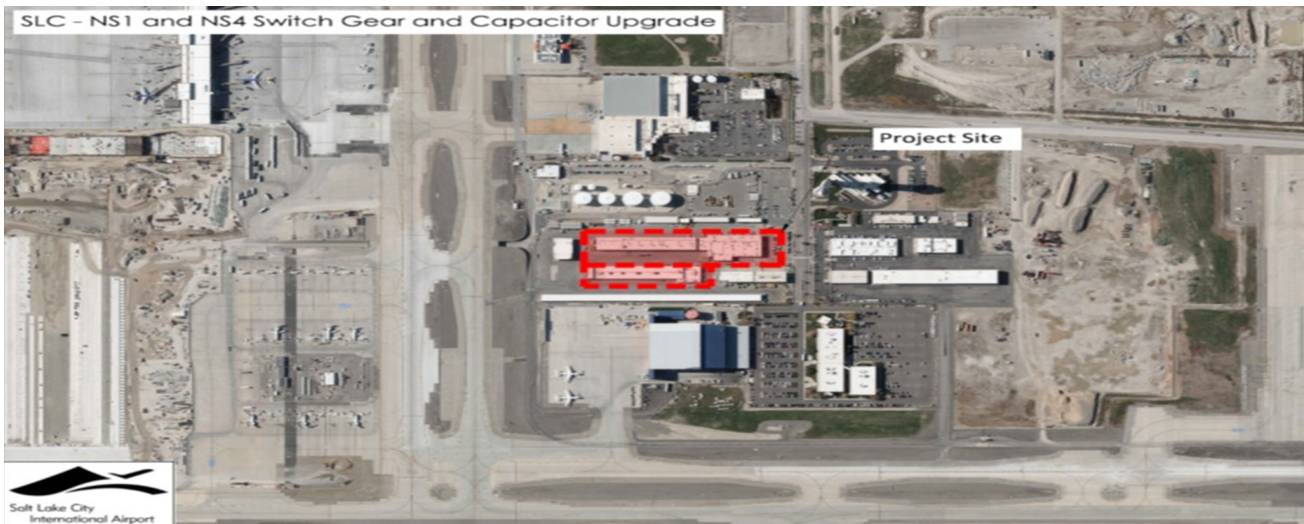 SLC - NS1 and NS4 Switch Gear and Capacitor Upgrade
Project Site
Salt Lake City
International Airport